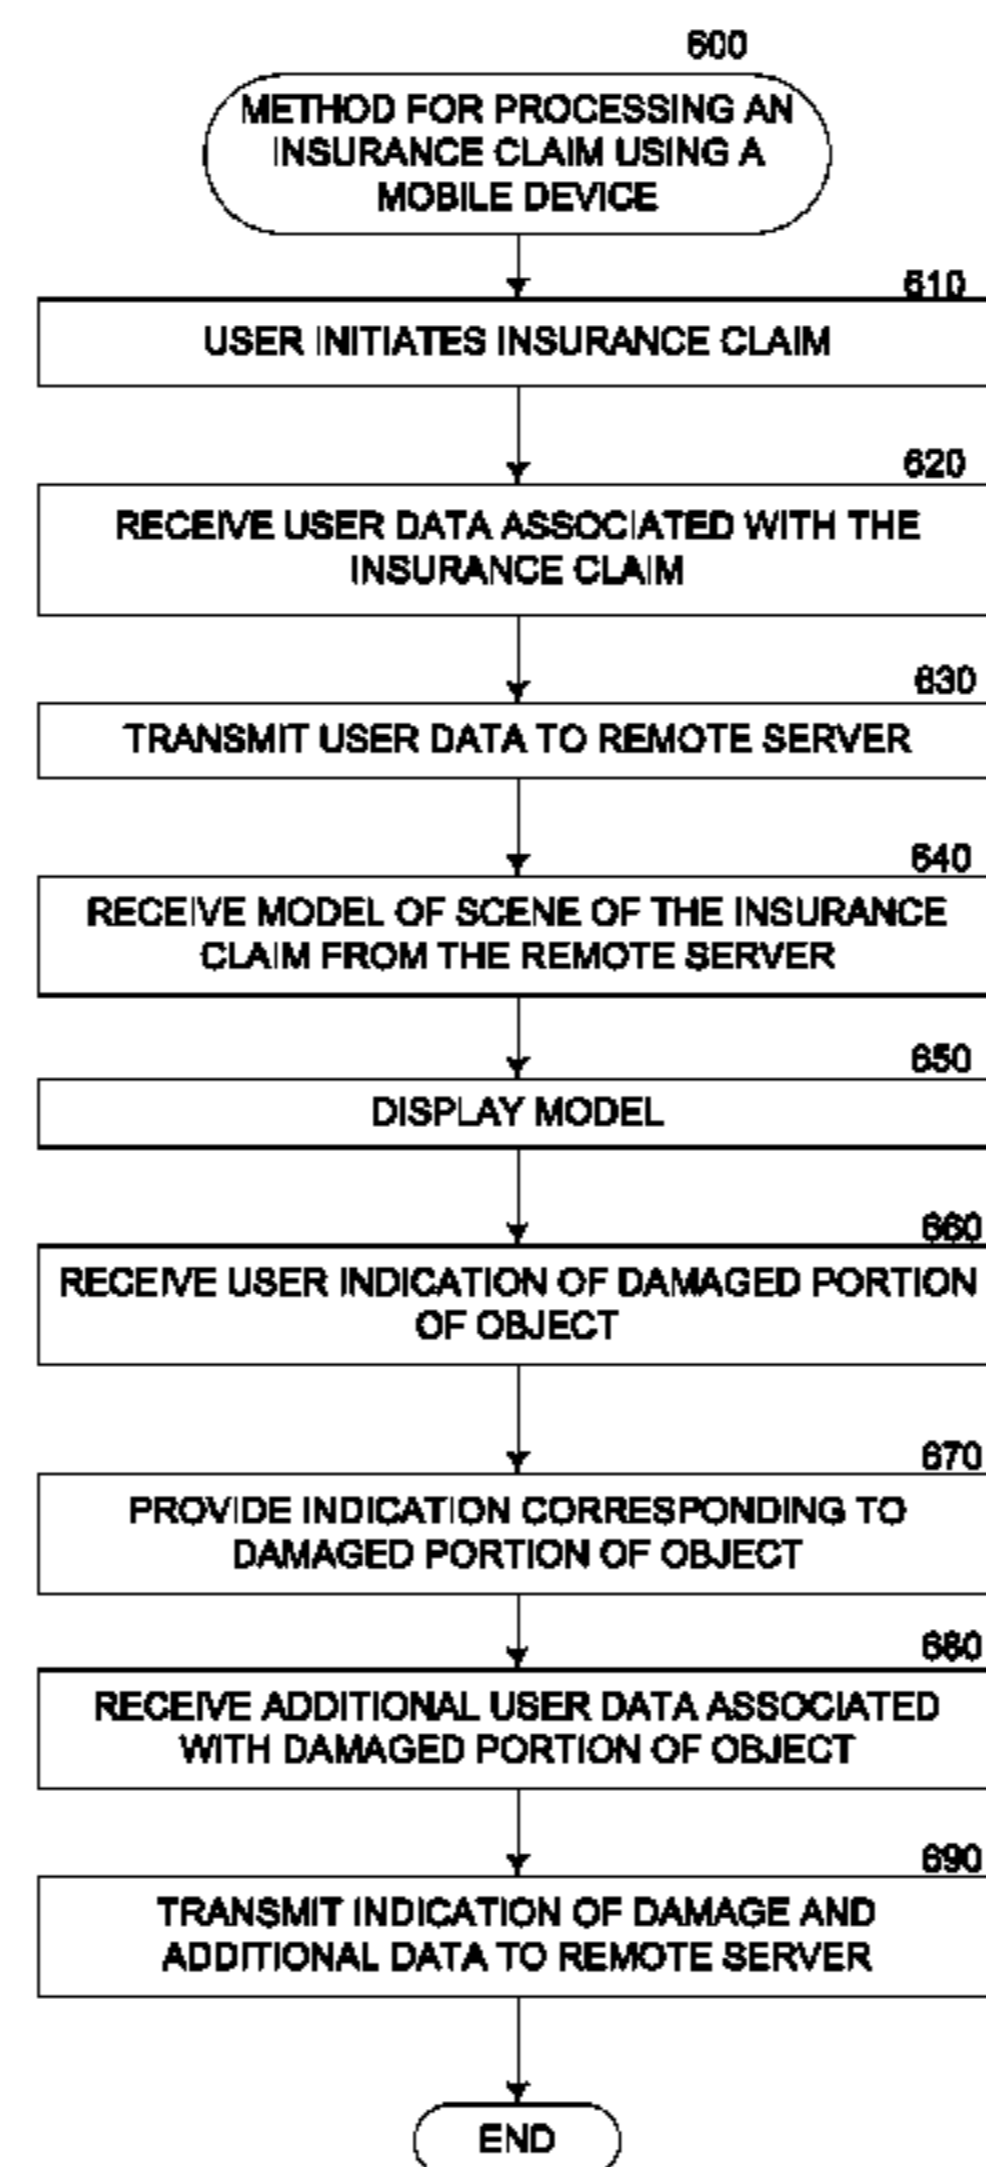 600
METHOD FOR PROCESSING AN
INSURANCE CLAIM USING A
MOBILE DEVICE
610
USER INITIATES INSURANCE CLAIM
620
RECEIVE USER DATA ASSOCIATED WITH THE
INSURANCE CLAIM
630
TRANSMIT USER DATA TO REMOTE SERVER
640
RECEIVE MODEL OF SCENE OF THE INSURANCE
CLAIM FROM THE REMOTE SERVER
650
DISPLAY MODEL
660
RECEIVE USER INDICATION OF DAMAGED PORTION
OF OBJECT
670
PROVIDE INDICATION CORRESPONDING TO
DAMAGED PORTION OF OBJECT
680
RECEIVE ADDITIONAL USER DATA ASSOCIATED
WITH DAMAGED PORTION OF OBJECT
690
TRANSMIT INDICATION OF DAMAGE AND
ADDITIONAL DATA TO REMOTE SERVER
END